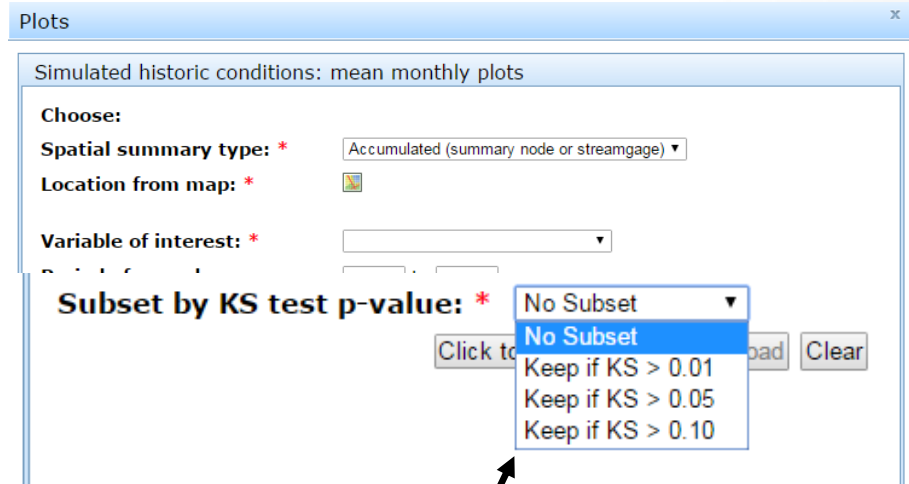 Plots x
Simulated historic conditions: mean monthly plots
Choose:
Spatial summary type: * Accumulated (summary node or streamgage) ▼
Location from map: *
Variable of interest: * ▼
Subset by KS test p-value: * No Subset ▼
No Subset
Click to Clear
Keep if KS > 0.01
Keep if KS > 0.05
Keep if KS > 0.10